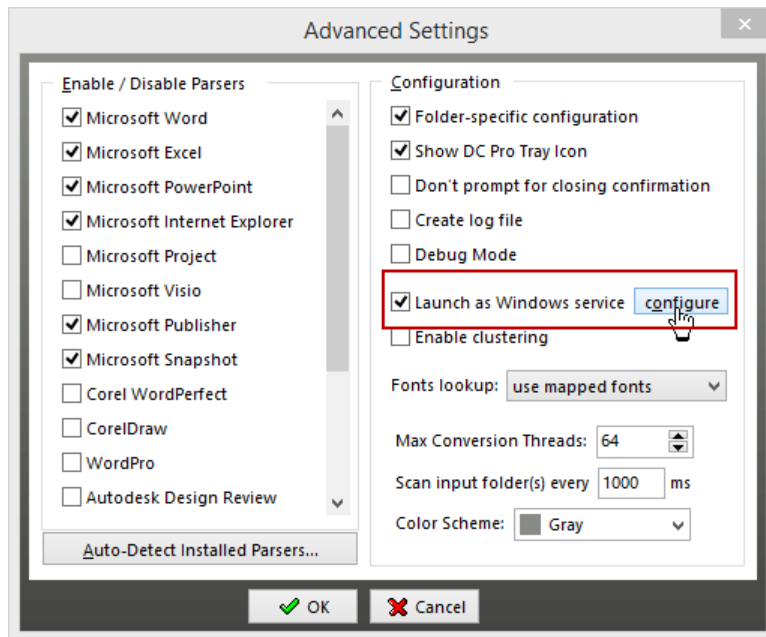 Advanced Settings
Enable / Disable Parsers
Microsoft Word
Microsoft Excel
Microsoft PowerPoint
Microsoft Internet Explorer
Microsoft Project
Microsoft Visio
Microsoft Publisher
Microsoft Snapshot
Corel WordPerfect
CorelDraw
WordPro
Autodesk Design Review
Auto-Detect Installed Parsers...
Configuration
Folder-specific configuration
Show DC Pro Tray Icon
Don't prompt for closing confirmation
Create log file
Debug Mode
Launch as Windows service configure
Enable clustering
Fonts lookup: use mapped fonts
Max Conversion Threads: 64
Scan input folder(s) every 1000 ms
Color Scheme: Gray
OK Cancel